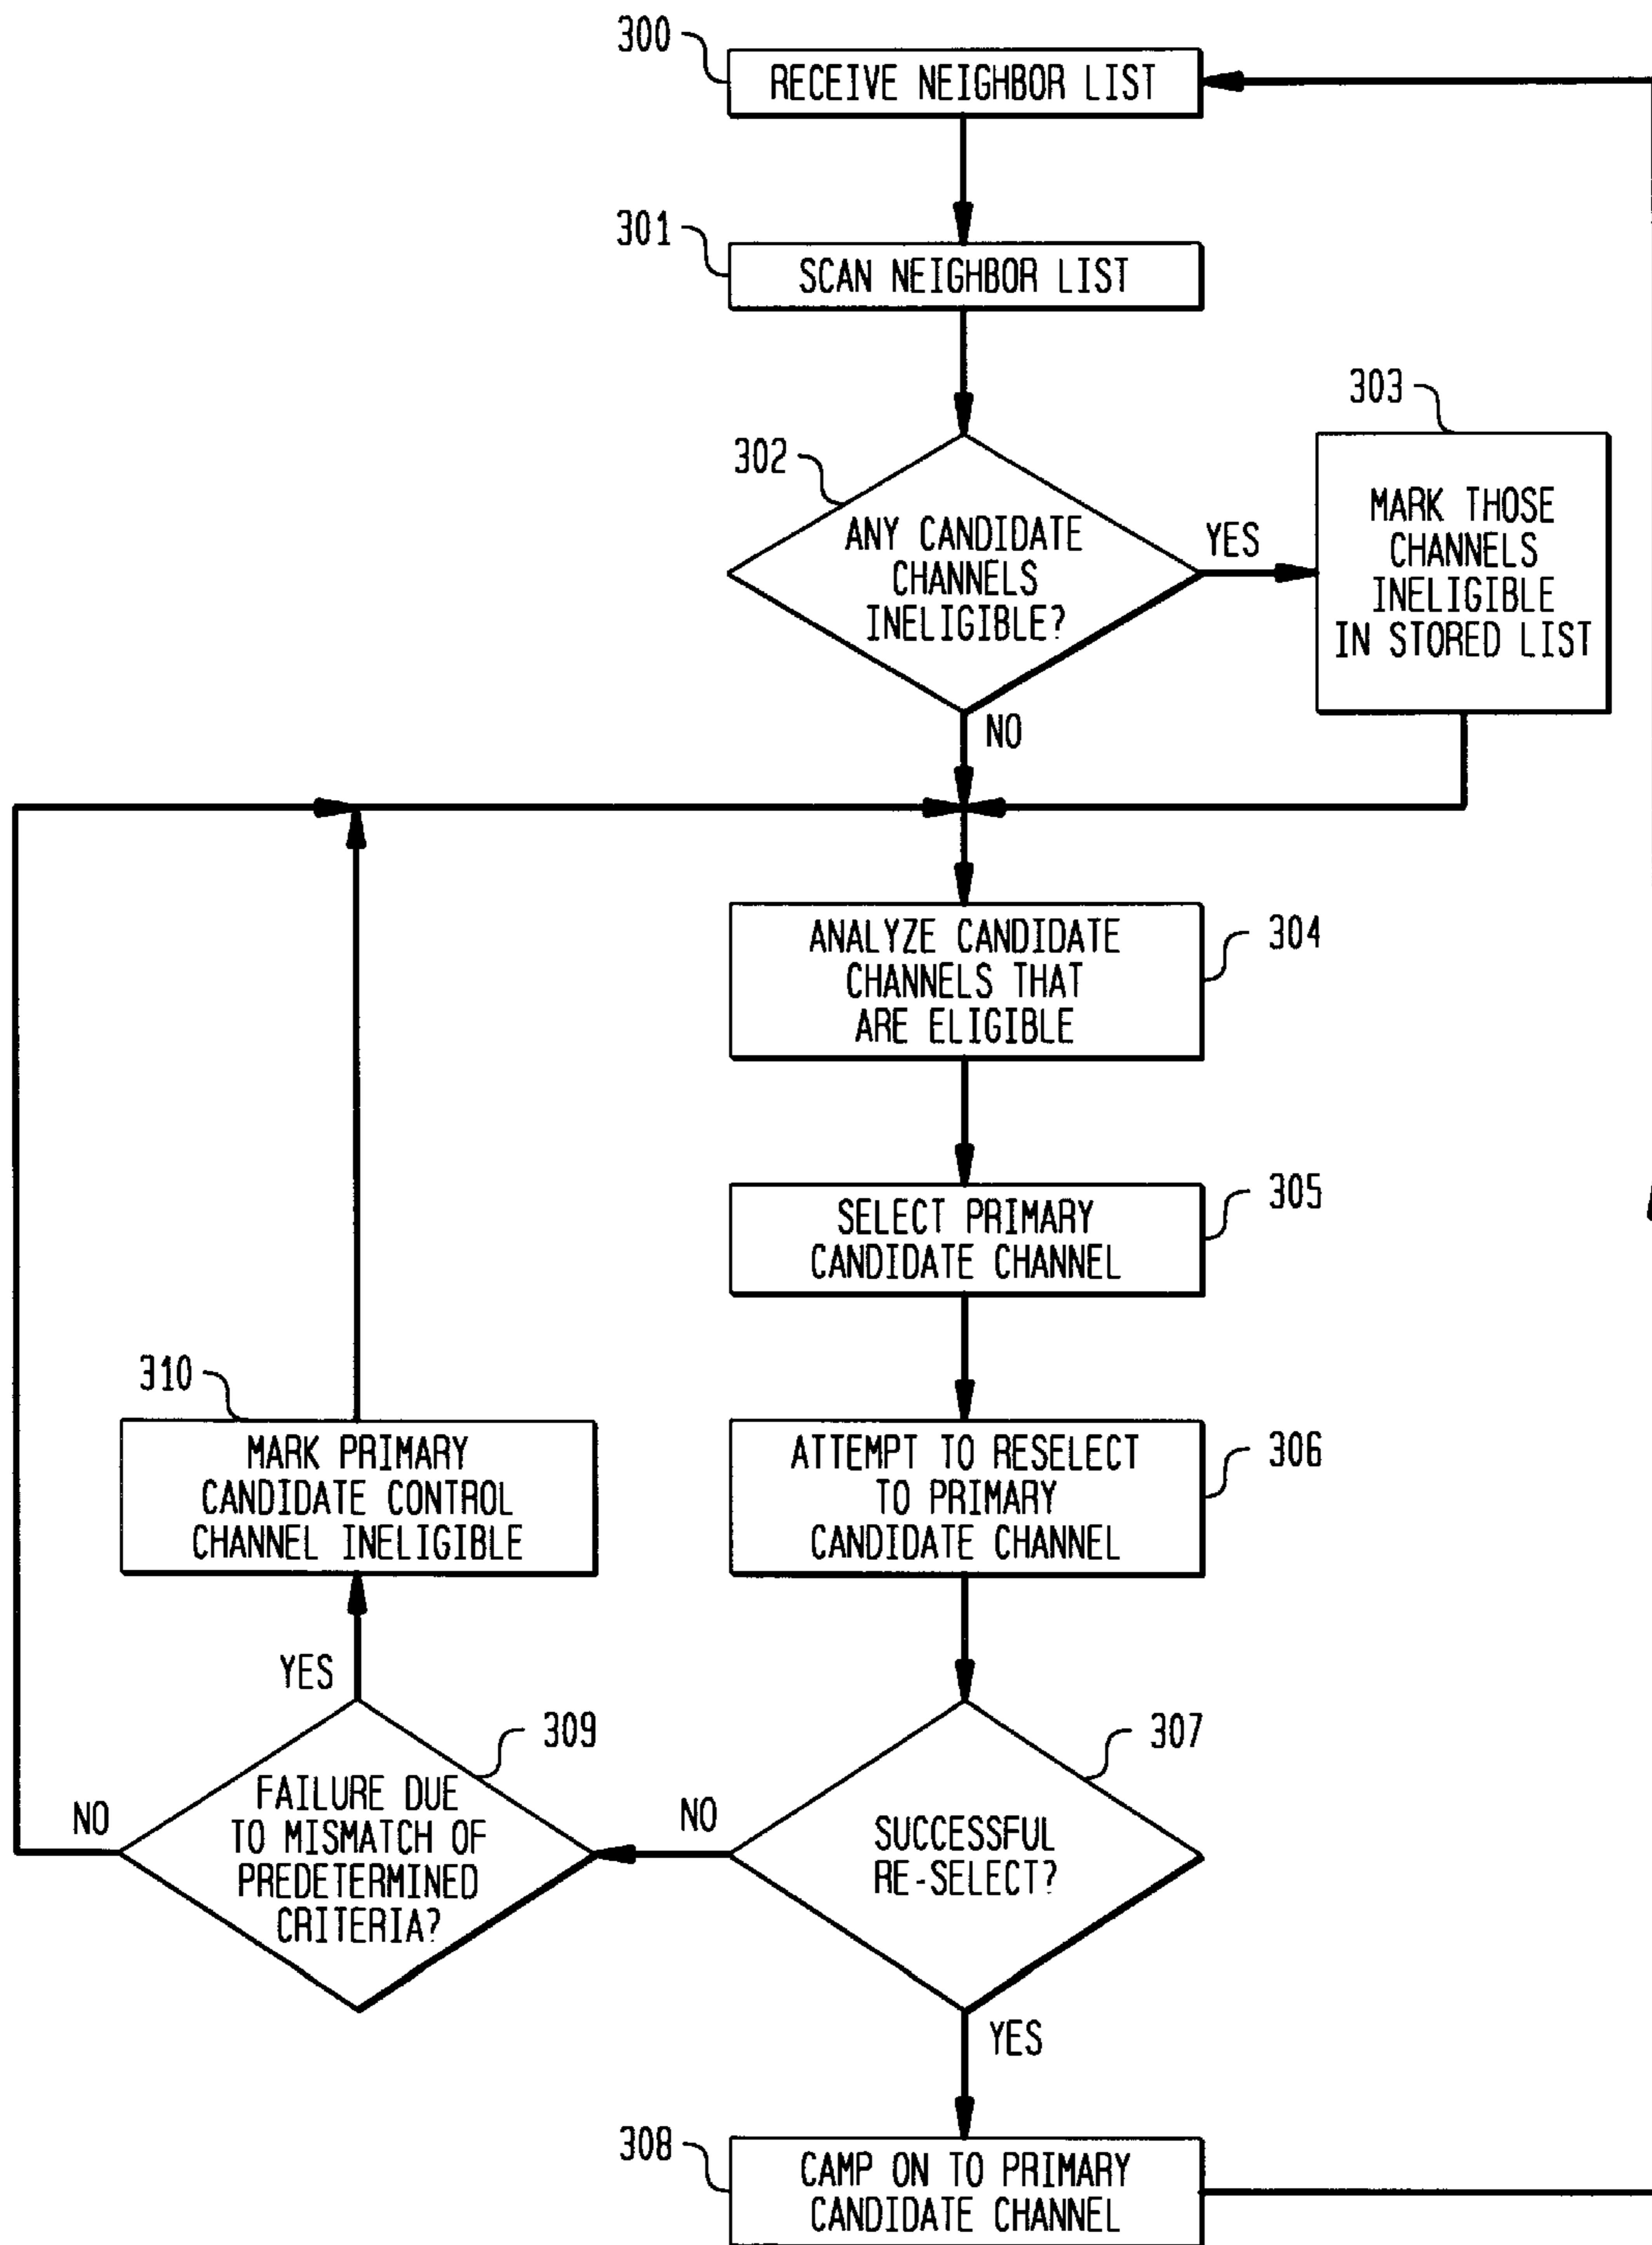 300
RECEIVE NEIGHBOR LIST
301
SCAN NEIGHBOR LIST
302
ANY CANDIDATE
CHANNELS
INELIGIBLE?
YES
NO
303
MARK THOSE
CHANNELS
INELIGIBLE
IN STORED LIST
304
ANALYZE CANDIDATE
CHANNELS THAT
ARE ELIGIBLE
305
SELECT PRIMARY
CANDIDATE CHANNEL
306
ATTEMPT TO RESELECT
TO PRIMARY
CANDIDATE CHANNEL
310
MARK PRIMARY
CANDIDATE CONTROL
CHANNEL INELIGIBLE
YES
309
FAILURE DUE
TO MISMATCH OF
PREDETERMINED
CRITERIA?
NO
NO
307
SUCCESSFUL
RE-SELECT?
YES
308
CAMP ON TO PRIMARY
CANDIDATE CHANNEL